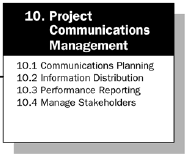 10. Project
Communications
Management
10.1 Communications Planning
10.2 Information Distribution
10.3 Performance Reporting
10.4 Manage Stakeholders